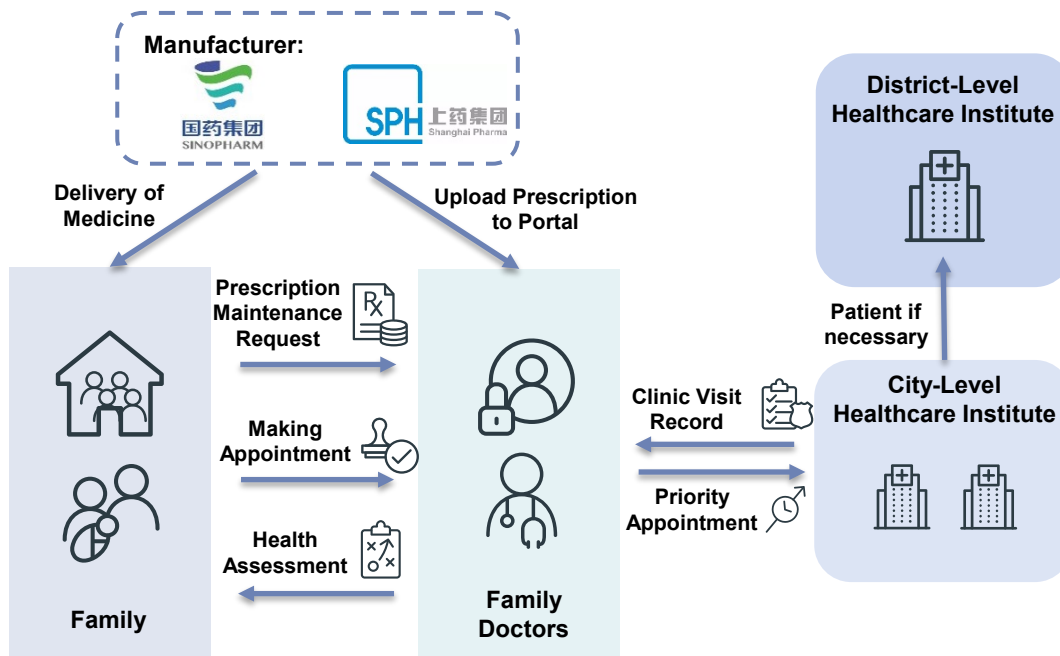 Manufacturer:
国药集团
SINOPHARM
SPH
上药集团
Shanghai Pharma
Delivery of
Medicine
Upload Prescription
to Portal
District-Level
Healthcare Institute
Prescription
Maintenance
Request
Rx
Patient if
necessary
Making
Appointment
Clinic Visit
Record
City-Level
Healthcare Institute
Priority
Appointment
Health
Assessment
Family
Family
Doctors